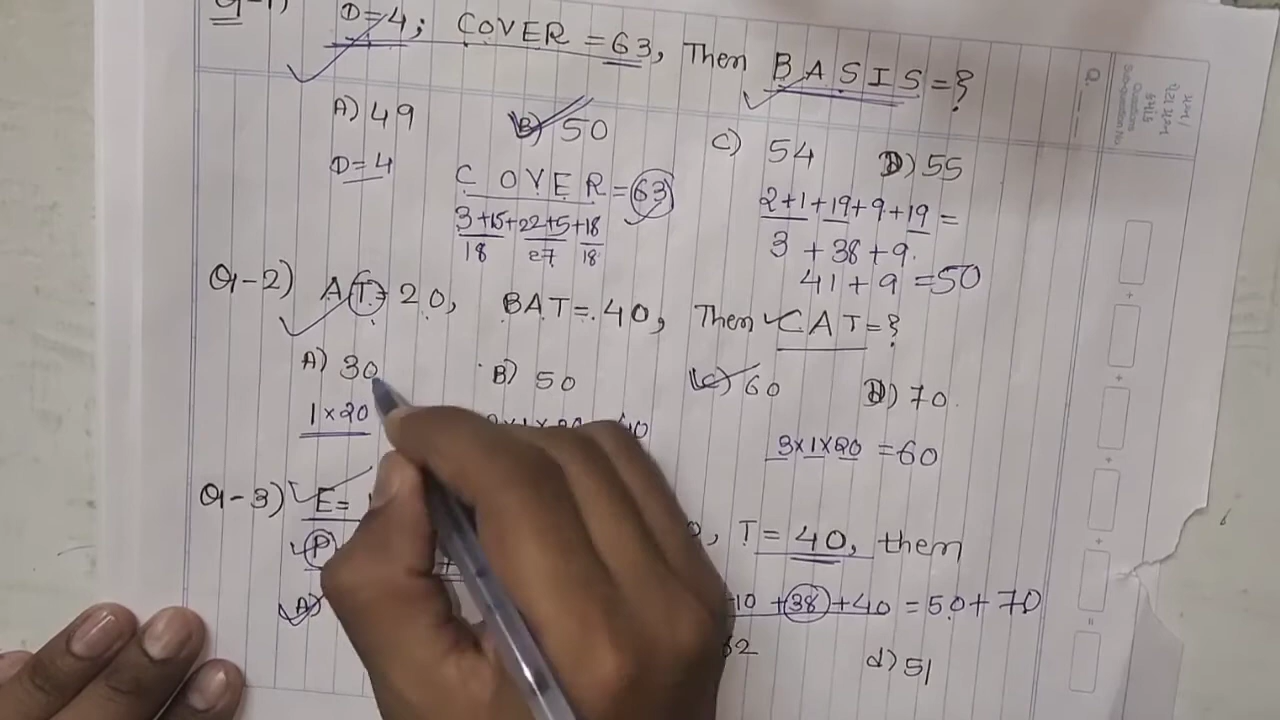 Q-1) D=4; COVER = 63, Then BASIS = ?
A) 49 B) 50 C) 54 D) 55
D=4 C O V E R = 63 2+1+19+9+19 =
3+15+22+5+18 3 + 38 + 9.
18 27 18 41 + 9 = 50
Q-2) AT = 20, BAT = 40, Then CAT = ?
A) 30 B) 50 C) 60 D) 70.
1×20 3×1×20 = 60
Q-3) E= , T = 40, then
+38 +40 = 50+70
A) d) 51